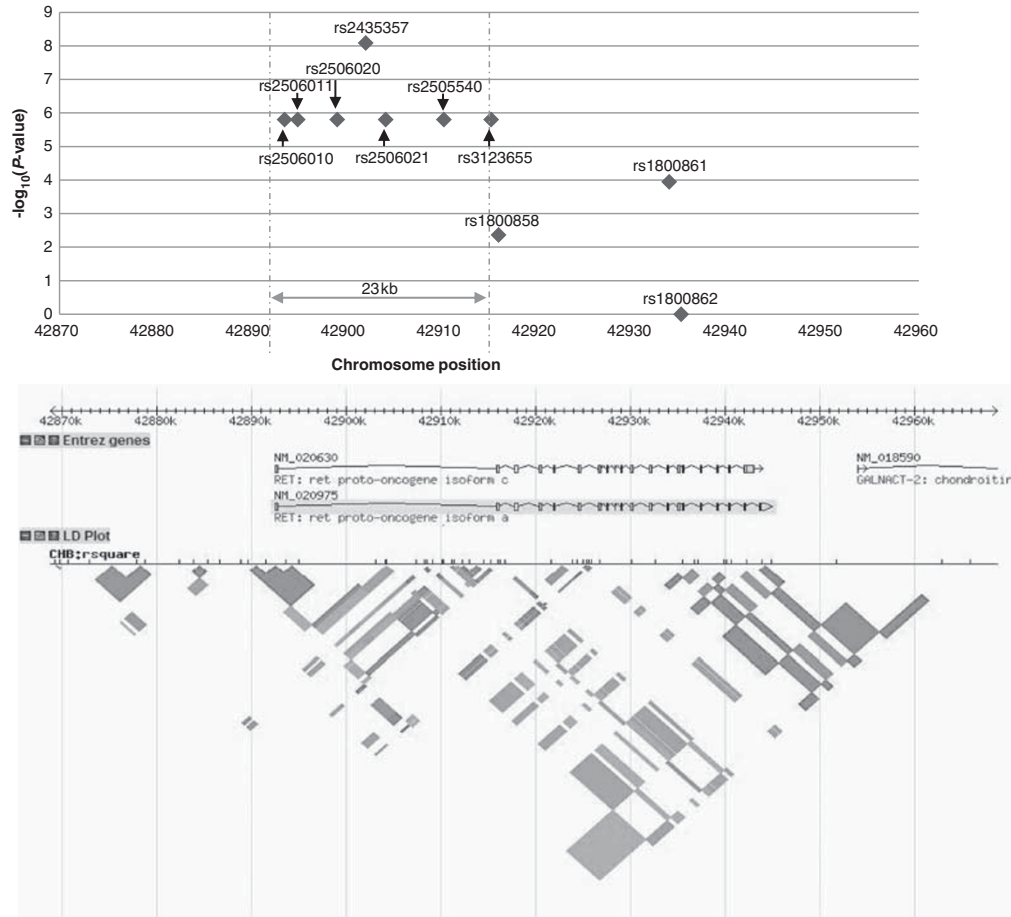 9
rs2435357
8
7
rs2506020
rs2506011
rs2505540
6
5
rs2506010
rs2506021
rs3123655
rs1800861
4
3
rs1800858
2
1
23kb
rs1800862
0
-log10(P-value)
42870 42880 42890 42900 42910 42920 42930 42940 42950 42960
Chromosome position
42870k 42880k 42890k 42900k 42910k 42920k 42930k 42940k 42950k 42960k
Entrez genes
NM_020630
NM_018590
RET: ret proto-oncogene isoform c
GALNACT-2: chondroitin
NM_020975
RET: ret proto-oncogene isoform a
LD Plot
CHB:rsquare